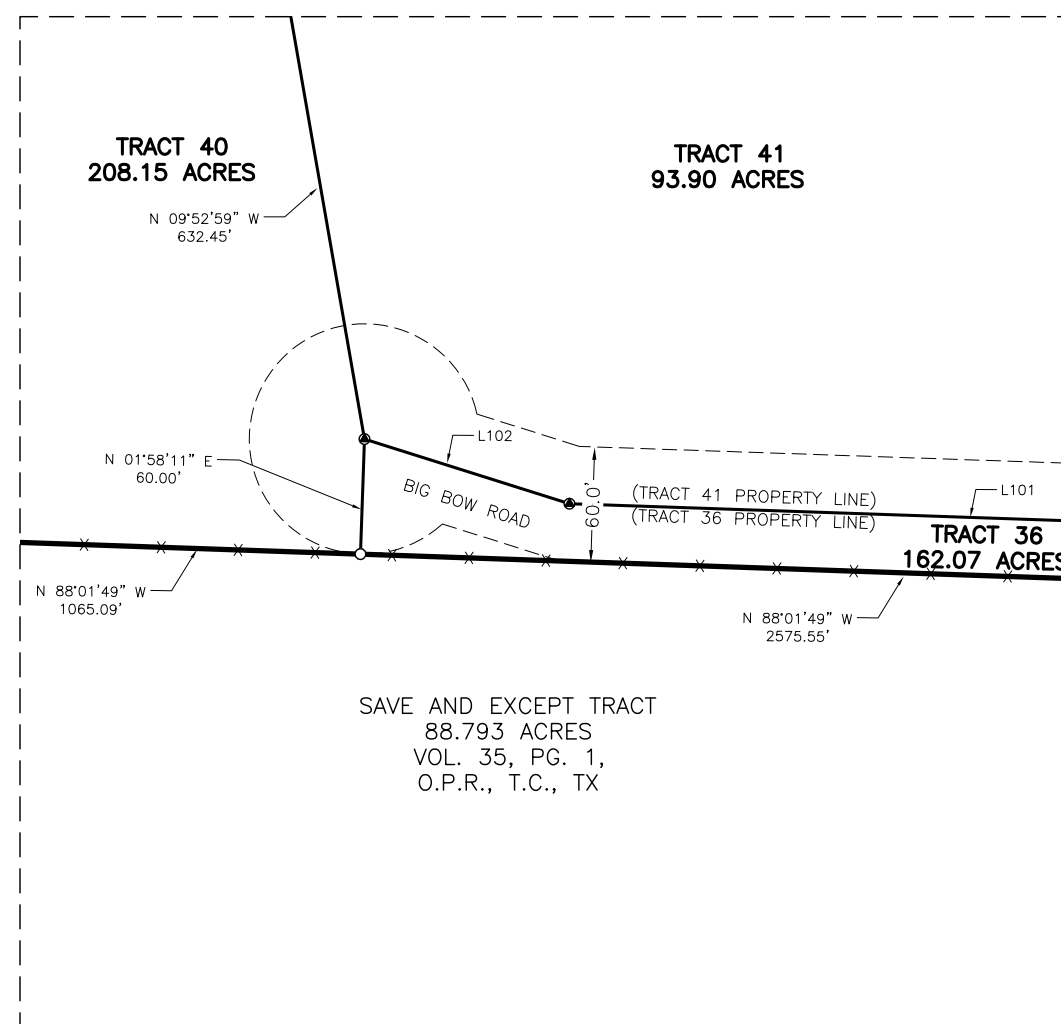 TRACT 40
208.15 ACRES
TRACT 41
93.90 ACRES
N 09°52'59" W
632.45'
L102
N 01°58'11" E
60.00'
BIG BOW ROAD
60.0'
(TRACT 41 PROPERTY LINE)
(TRACT 36 PROPERTY LINE)
L101
TRACT 36
162.07 ACRES
N 88°01'49" W
1065.09'
N 88°01'49" W
2575.55'
SAVE AND EXCEPT TRACT
88.793 ACRES
VOL. 35, PG. 1,
O.P.R., T.C., TX